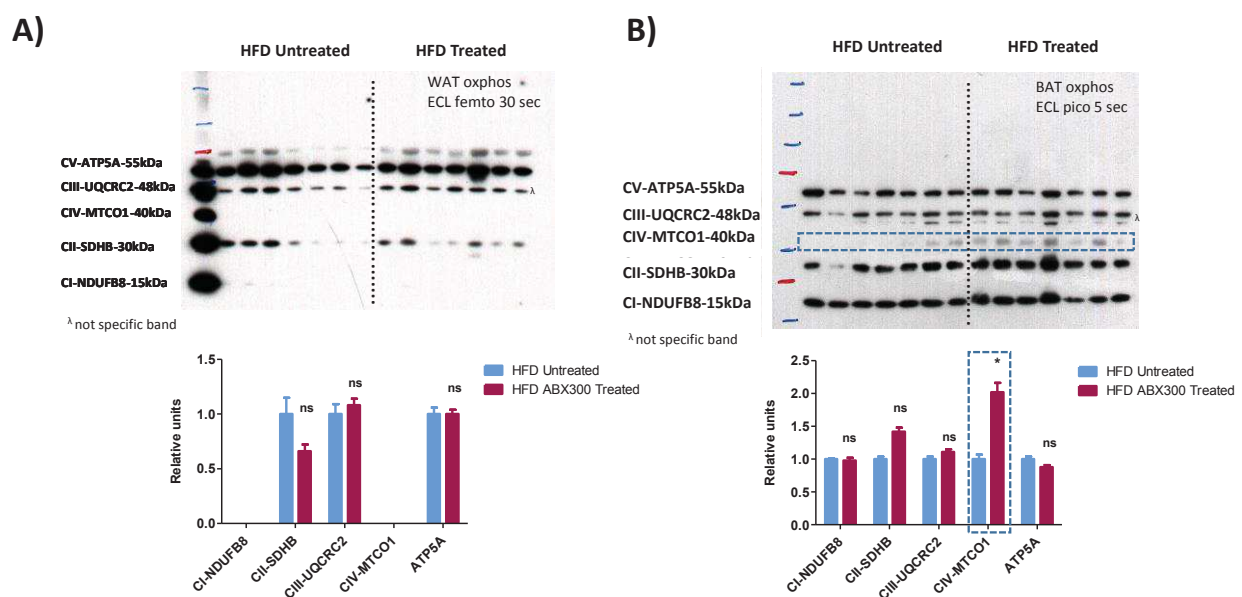 A)
HFD Untreated
HFD Treated
WAT oxphos
ECL femto 30 sec
CV-ATP5A-55kDa
CIII-UQCRC2-48kDa
CIV-MTCO1-40kDa
CII-SDHB-30kDa
CI-NDUFB8-15kDa
λ
λ not specific band
1.5
1.0
0.5
0.0
Relative units
ns
ns
ns
HFD Untreated
HFD ABX300 Treated
CI-NDUFB8
CII-SDHB
CIII-UQCRC2
CIV-MTCO1
ATP5A
B)
HFD Untreated
HFD Treated
BAT oxphos
ECL pico 5 sec
CV-ATP5A-55kDa
CIII-UQCRC2-48kDa
CIV-MTCO1-40kDa
CII-SDHB-30kDa
CI-NDUFB8-15kDa
λ
λ not specific band
2.5
2.0
1.5
1.0
0.5
0.0
Relative units
ns
ns
ns
*
ns
HFD Untreated
HFD ABX300 Treated
CI-NDUFB8
CII-SDHB
CIII-UQCRC2
CIV-MTCO1
ATP5A